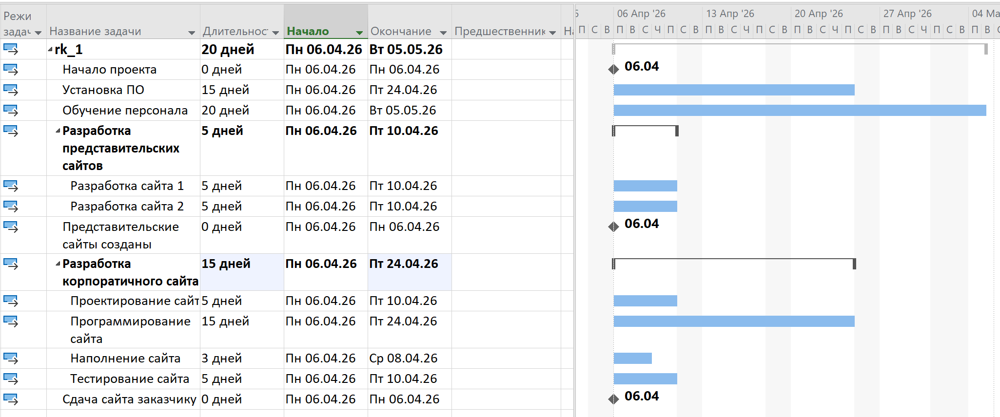 Режи
задач
Название задачи
Длительност
Начало
Окончание
Предшественник
На
6
06 Апр '26
13 Апр '26
20 Апр '26
27 Апр '26
04 Ма
П С В П В С Ч П С В П В С Ч П С В П В С Ч П С В П В С Ч П С В П В С
rk_1 20 дней Пн 06.04.26 Вт 05.05.26
Начало проекта 0 дней Пн 06.04.26 Пн 06.04.26 06.04
Установка ПО 15 дней Пн 06.04.26 Пт 24.04.26
Обучение персонала 20 дней Пн 06.04.26 Вт 05.05.26
Разработка 5 дней Пн 06.04.26 Пт 10.04.26
представительских
сайтов
Разработка сайта 1 5 дней Пн 06.04.26 Пт 10.04.26
Разработка сайта 2 5 дней Пн 06.04.26 Пт 10.04.26
Представительские 0 дней Пн 06.04.26 Пн 06.04.26 06.04
сайты созданы
Разработка 15 дней Пн 06.04.26 Пт 24.04.26
корпоратичного сайта
Проектирование сайт 5 дней Пн 06.04.26 Пт 10.04.26
Программирование 15 дней Пн 06.04.26 Пт 24.04.26
сайта
Наполнение сайта 3 дней Пн 06.04.26 Ср 08.04.26
Тестирование сайта 5 дней Пн 06.04.26 Пт 10.04.26
Сдача сайта заказчику 0 дней Пн 06.04.26 Пн 06.04.26 06.04